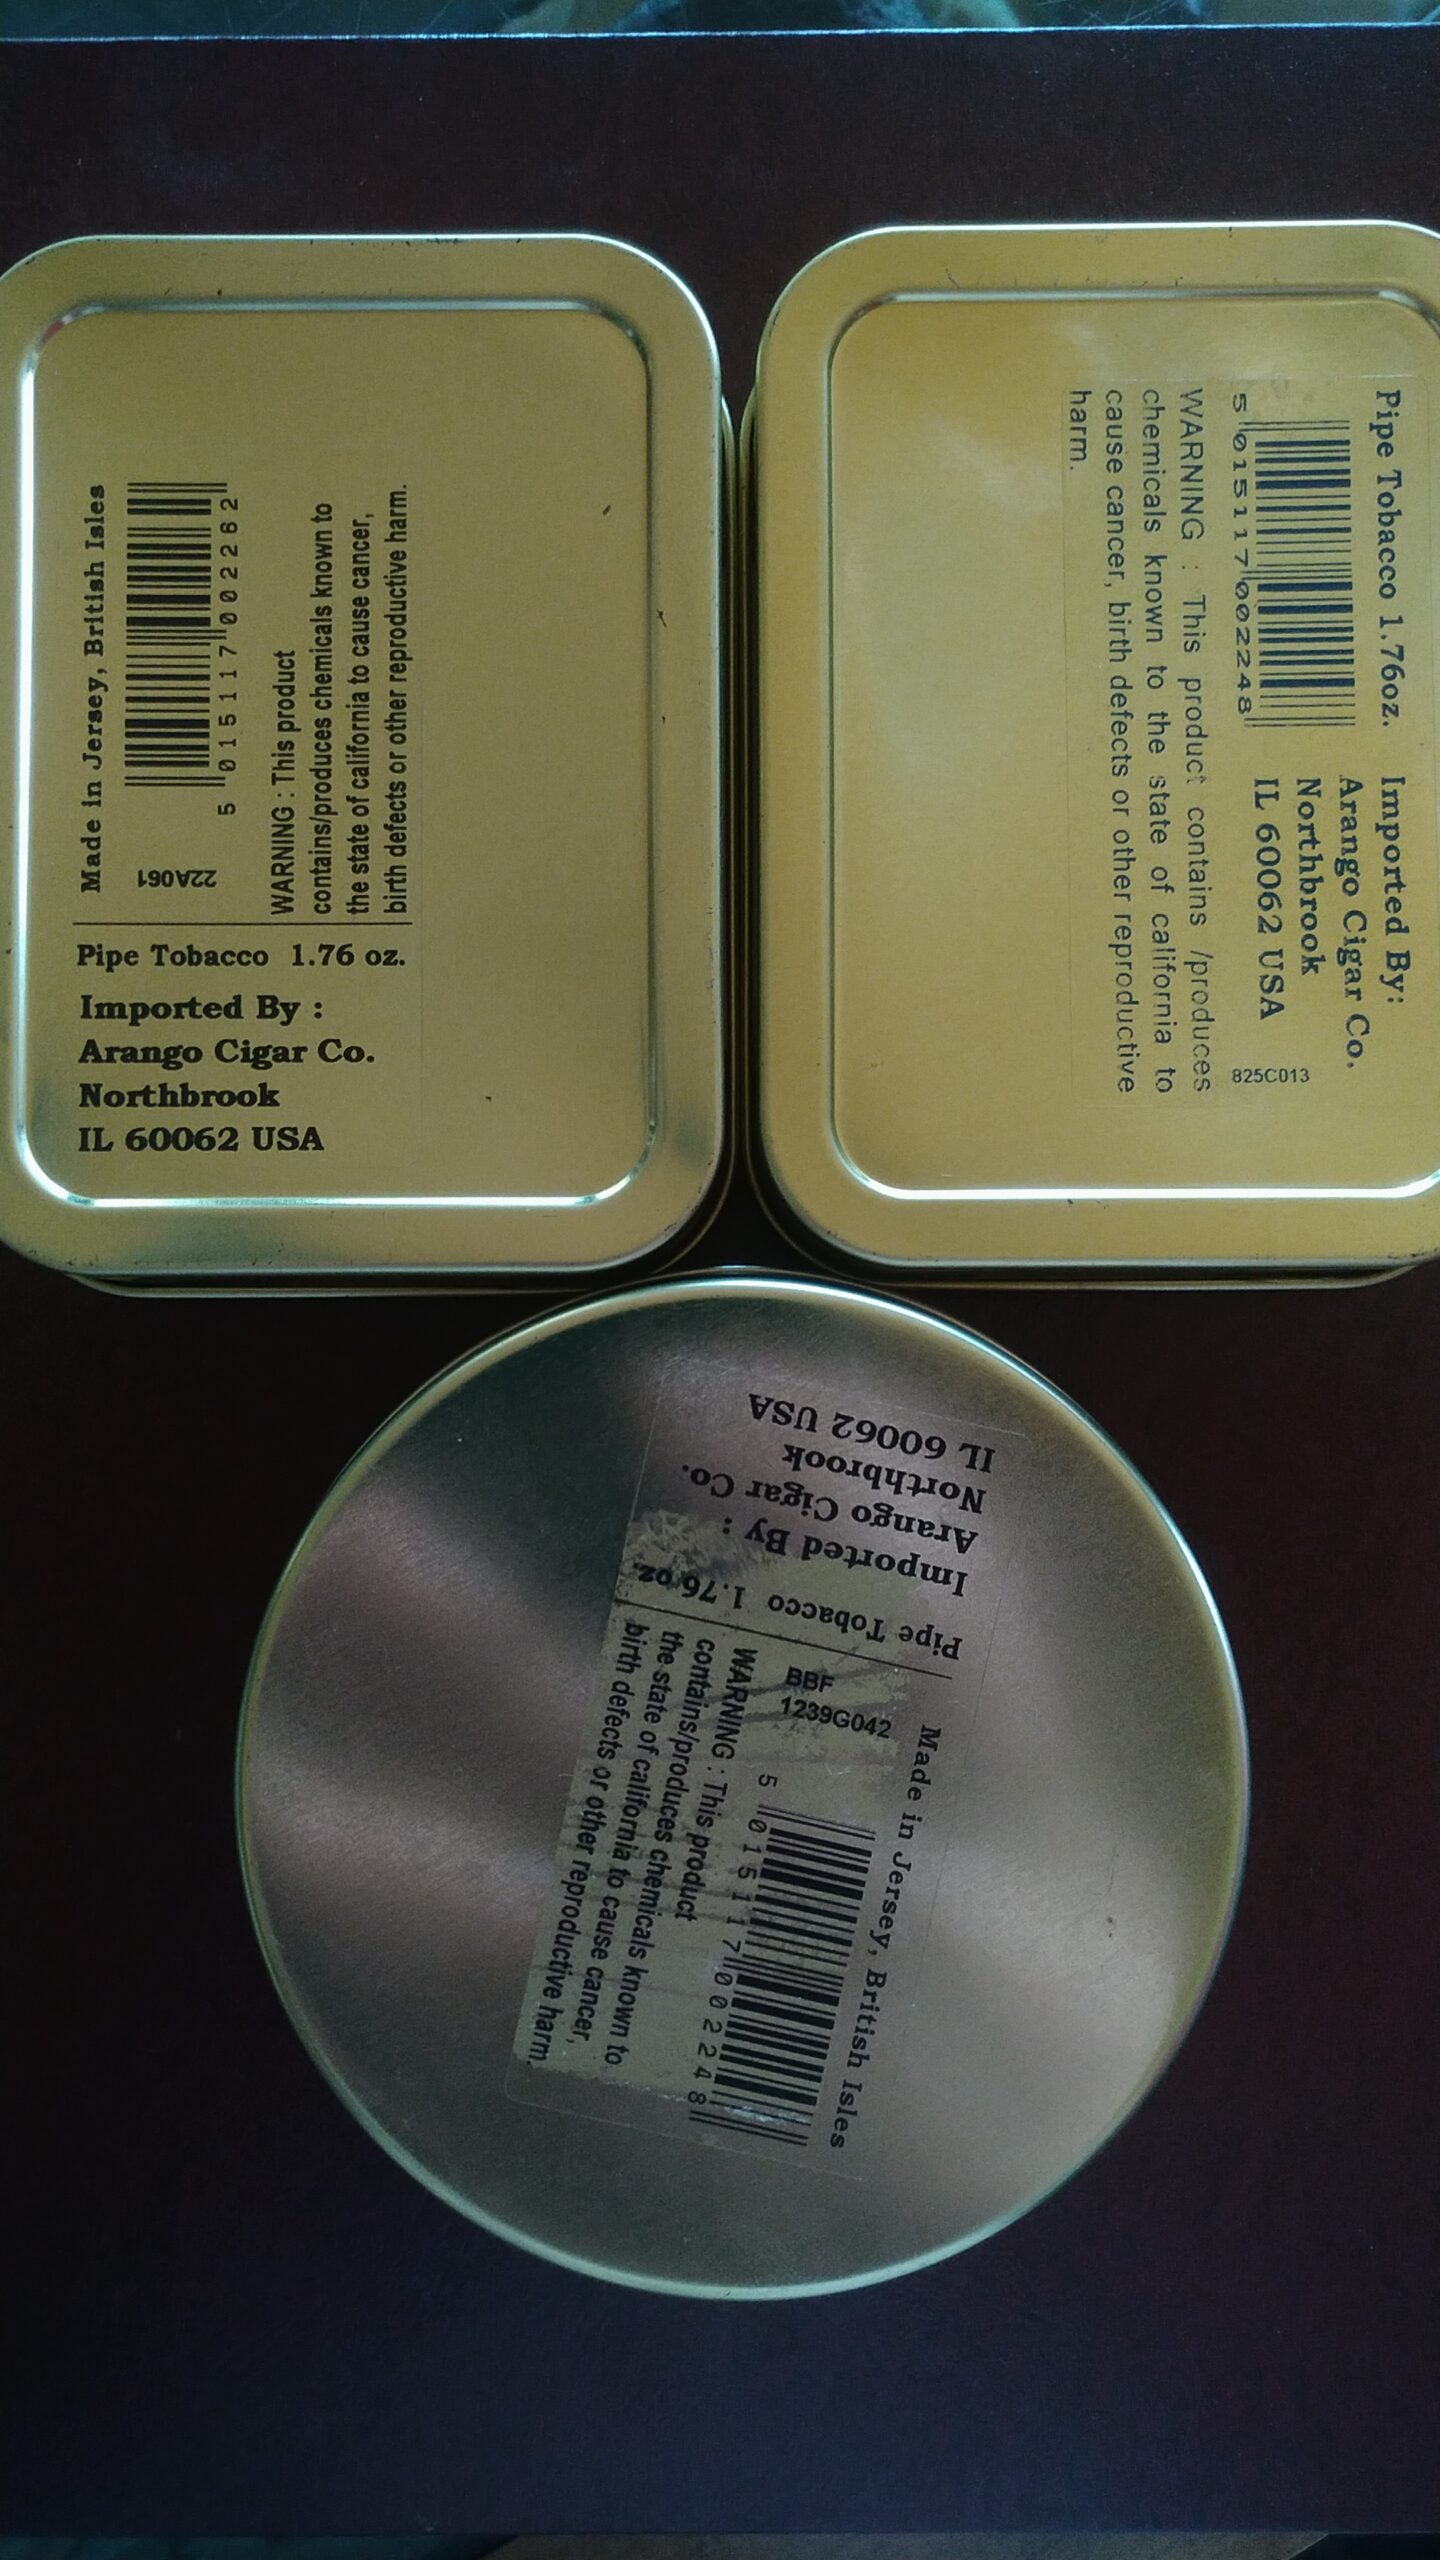 Made in Jersey, British Isles
5 015117 002262
22A061
WARNING : This product
contains/produces chemicals known to
the state of california to cause cancer,
birth defects or other reproductive harm.
Pipe Tobacco 1.76 oz.
Imported By :
Arango Cigar Co.
Northbrook
IL 60062 USA
Pipe Tobacco 1.76oz.
5 015117 002248
Imported By:
Arango Cigar Co.
Northbrook
IL 60062 USA
825C013
WARNING : This product contains /produces
chemicals known to the state of california to
cause cancer, birth defects or other reproductive
harm.
Made in Jersey, British Isles
5 015117 002248
BBF
1239G042
WARNING : This product
contains/produces chemicals known to
the state of california to cause cancer,
birth defects or other reproductive harm.
Pipe Tobacco 1.76 oz.
Imported By :
Arango Cigar Co.
Northbrook
IL 60062 USA